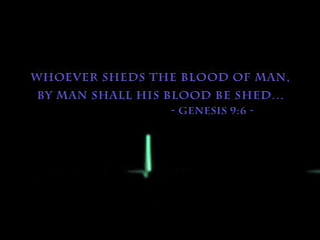 WHOEVER SHEDS THE BLOOD OF MAN,
BY MAN SHALL HIS BLOOD BE SHED...
- GENESIS 9:6 -